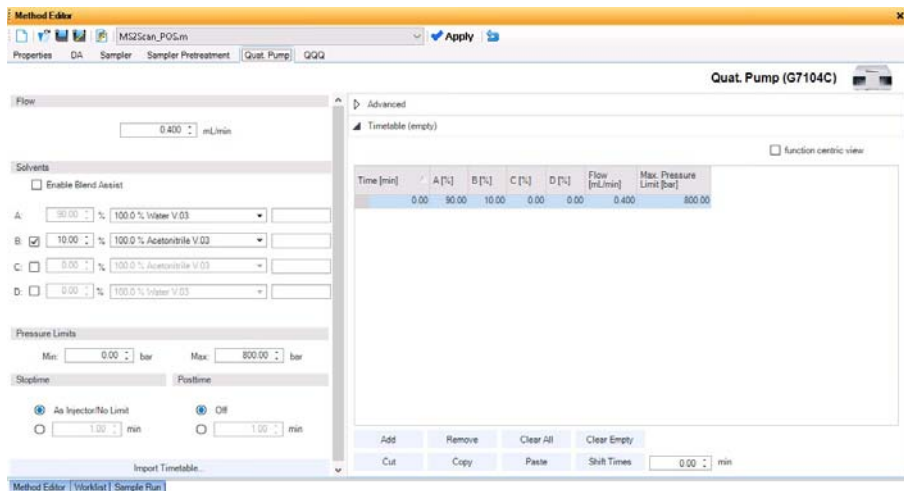 Method Editor
MS2Scan_POS.m Apply
Properties DA Sampler Sampler Pretreatment Quat. Pump QQQ
Quat. Pump (G7104C)
Flow
0.400 mL/min
Solvents
Enable Blend Assist
A: 90.00 % 100.0 % Water V.03
B: 10.00 % 100.0 % Acetonitrile V.03
C: 0.00 % 100.0 % Acetonitrile V.03
D: 0.00 % 100.0 % Water V.03
Pressure Limits
Min: 0.00 bar Max: 800.00 bar
Stoptime Posttime
As Injector/No Limit Off
1.00 min 1.00 min
Import Timetable...
Advanced
Timetable (empty)
function centric view
Time [min] A [%] B [%] C [%] D [%] Flow [mL/min] Max. Pressure Limit [bar]
0.00 90.00 10.00 0.00 0.00 0.400 800.00
Add Remove Clear All Clear Empty
Cut Copy Paste Shift Times 0.00 min
Method Editor Worklist Sample Run